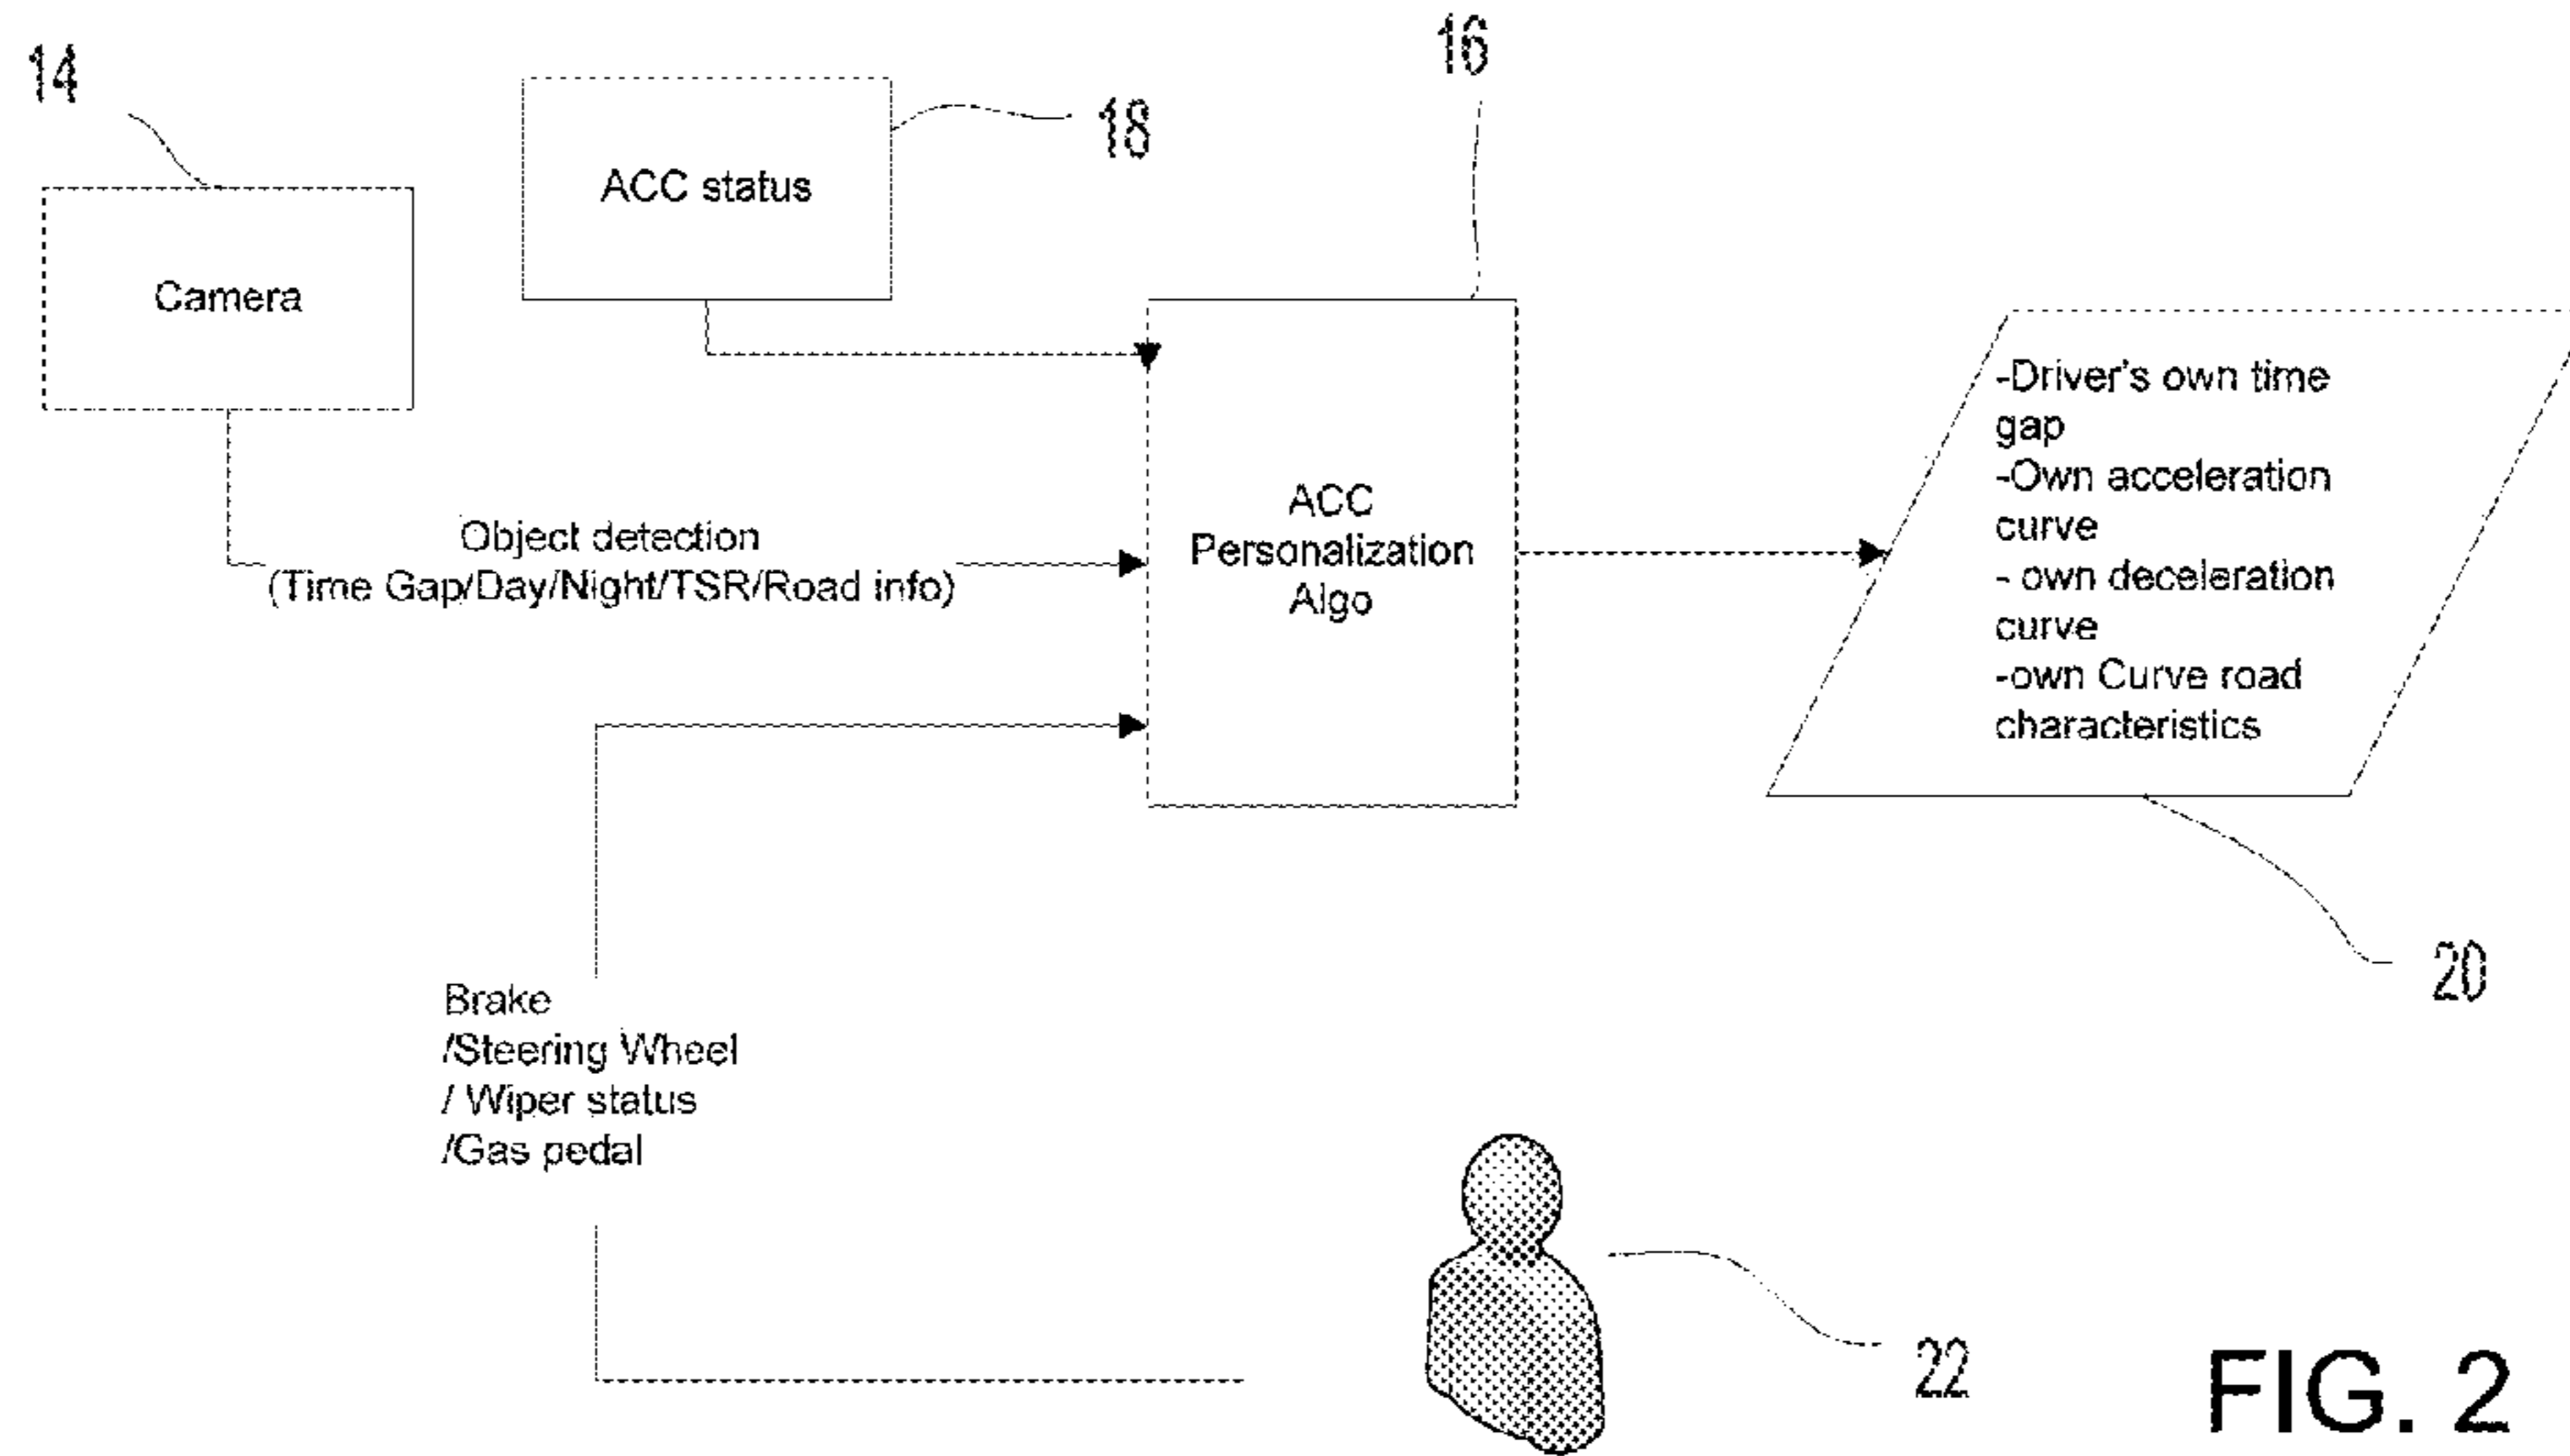 14
16
18
ACC status
Camera
-Driver's own time
gap
-Own acceleration
curve
- own deceleration
curve
-own Curve road
characteristics
ACC
Personalization
Algo
Object detection
(Time Gap/Day/Night/TSR/Road info)
20
Brake
/Steering Wheel
/ Wiper status
/Gas pedal
22
FIG. 2